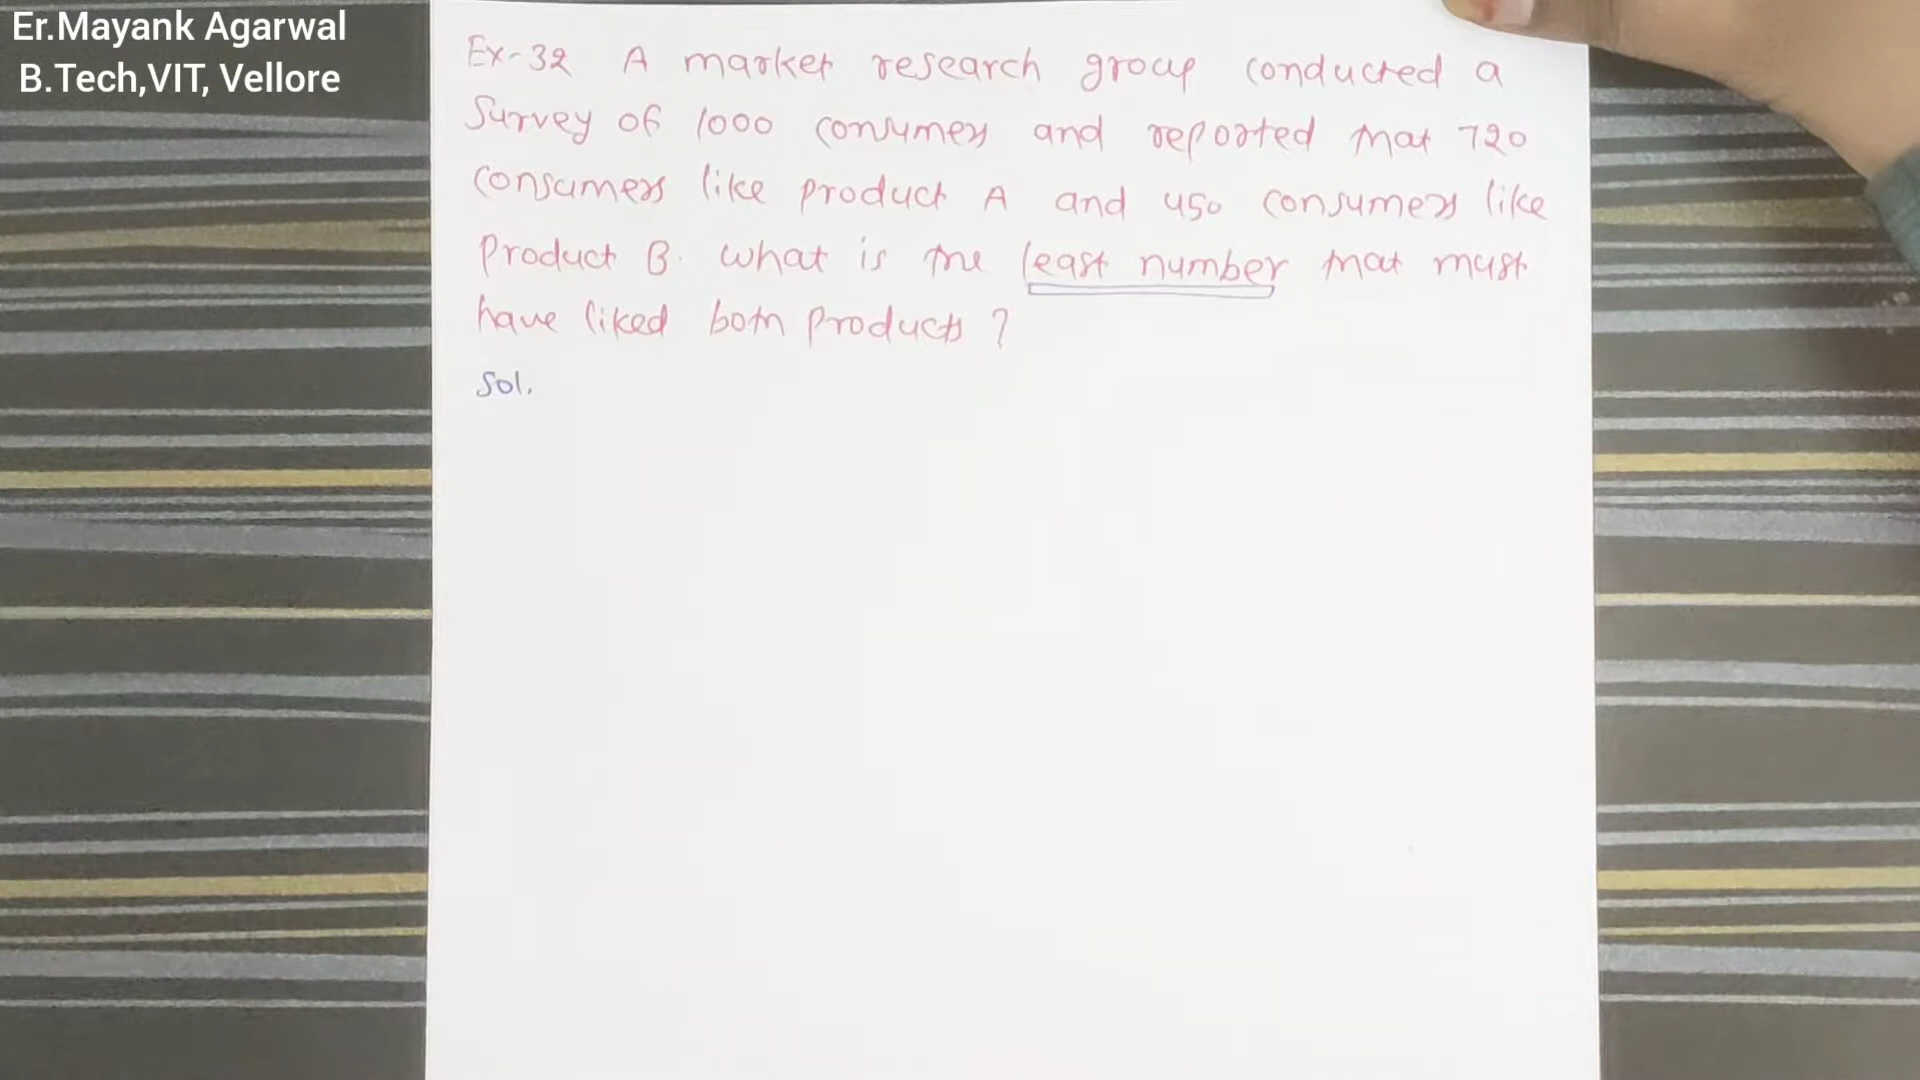 Er.Mayank Agarwal
B.Tech,VIT, Vellore
Ex-32 A market research group conducted a
Survey of 1000 consumers and reported that 720
consumers like product A and 450 consumers like
Product B. what is the least number that must
have liked both products ?
Sol.